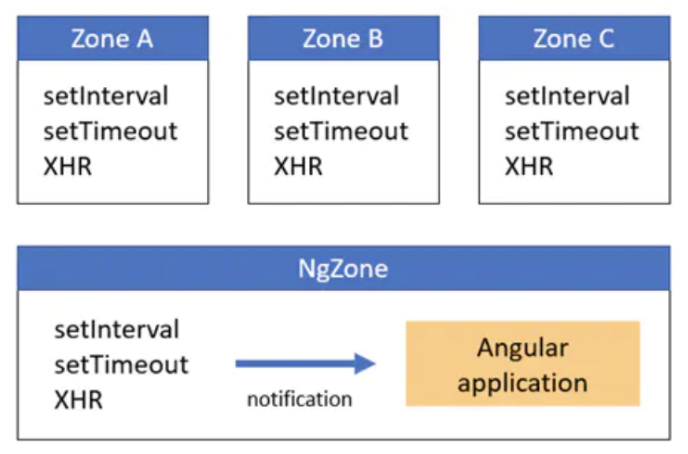 Zone A
setInterval
setTimeout
XHR
Zone B
setInterval
setTimeout
XHR
Zone C
setInterval
setTimeout
XHR
NgZone
setInterval
setTimeout
XHR
notification
Angular
application